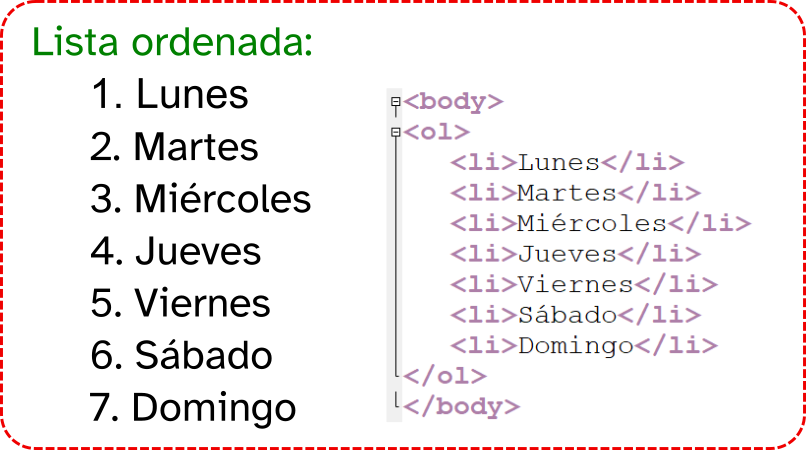 Lista ordenada:
1. Lunes
2. Martes
3. Miércoles
4. Jueves
5. Viernes
6. Sábado
7. Domingo
<body>
<ol>
<li>Lunes</li>
<li>Martes</li>
<li>Miércoles</li>
<li>Jueves</li>
<li>Viernes</li>
<li>Sábado</li>
<li>Domingo</li>
</ol>
</body>